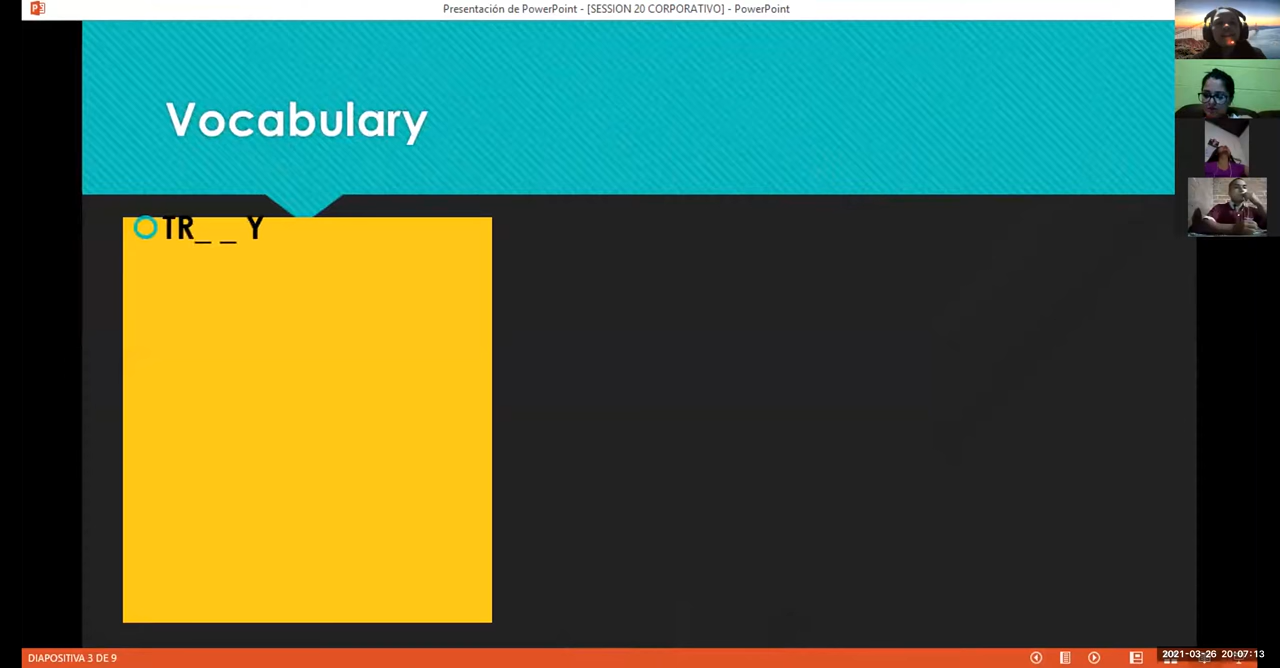 Presentación de PowerPoint - [SESSION 20 CORPORATIVO] - PowerPoint
Vocabulary
TR_ _ Y
DIAPOSITIVA 3 DE 9
2021-03-26 20:07:13